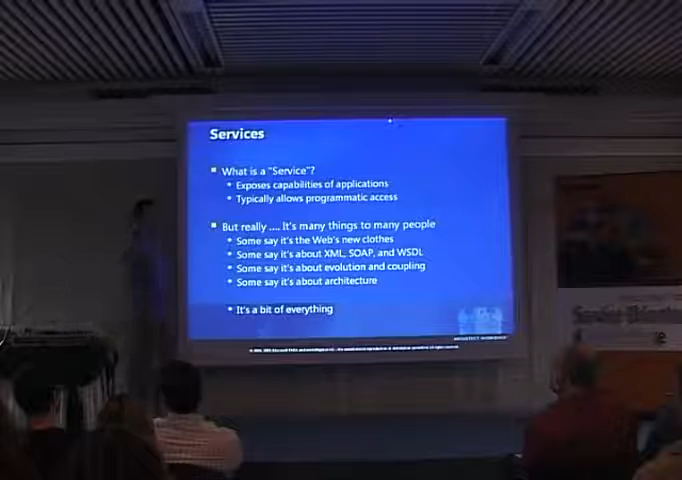 Services
What is a "Service"?
Exposes capabilities of applications
Typically allows programmatic access
But really .... It's many things to many people
Some say it's the Web's new clothes
Some say it's about XML, SOAP, and WSDL
Some say it's about evolution and coupling
Some say it's about architecture
It's a bit of everything
ARCHITECT WORKSHOP